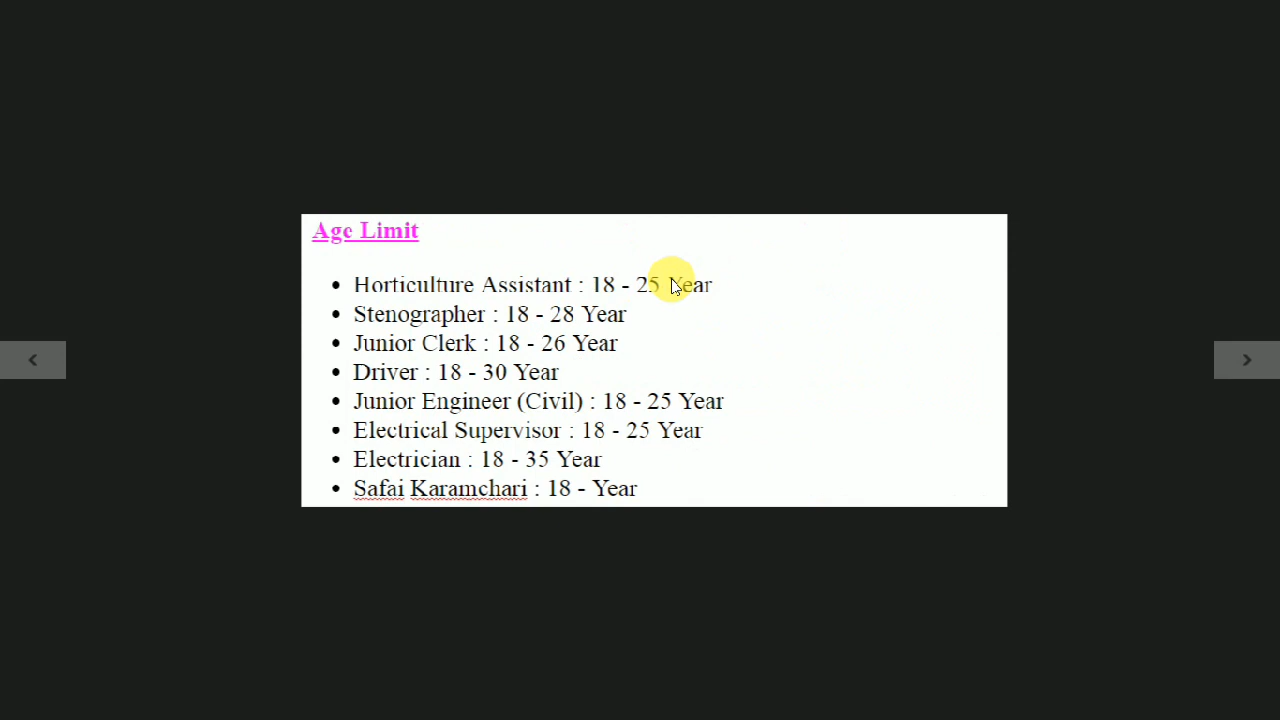 Age Limit
• Horticulture Assistant : 18 - 25 Year
• Stenographer : 18 - 28 Year
• Junior Clerk : 18 - 26 Year
• Driver : 18 - 30 Year
• Junior Engineer (Civil) : 18 - 25 Year
• Electrical Supervisor : 18 - 25 Year
• Electrician : 18 - 35 Year
• Safai Karamchari : 18 - Year